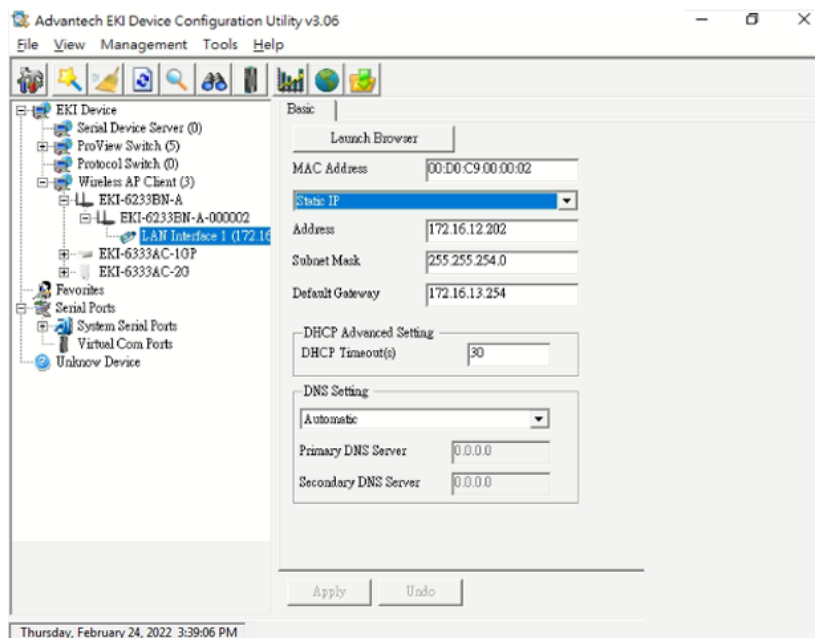 Advantech EKI Device Configuration Utility v3.06
File View Management Tools Help
EKI Device
Serial Device Server (0)
ProView Switch (5)
Protocol Switch (0)
Wireless AP Client (3)
EKI-6233BN-A
EKI-6233BN-A-000002
LAN Interface 1 (172.16
EKI-6333AC-1GP
EKI-6333AC-2G
Favorites
Serial Ports
System Serial Ports
Virtual Com Ports
Unknow Device
Basic
Launch Browser
MAC Address 00:D0:C9:00:00:02
Static IP
Address 172.16.12.202
Subnet Mask 255.255.254.0
Default Gateway 172.16.13.254
DHCP Advanced Setting
DHCP Timeout(s) 30
DNS Setting
Automatic
Primary DNS Server 0.0.0.0
Secondary DNS Server 0.0.0.0
Apply Undo
Thursday, February 24, 2022 3:39:06 PM